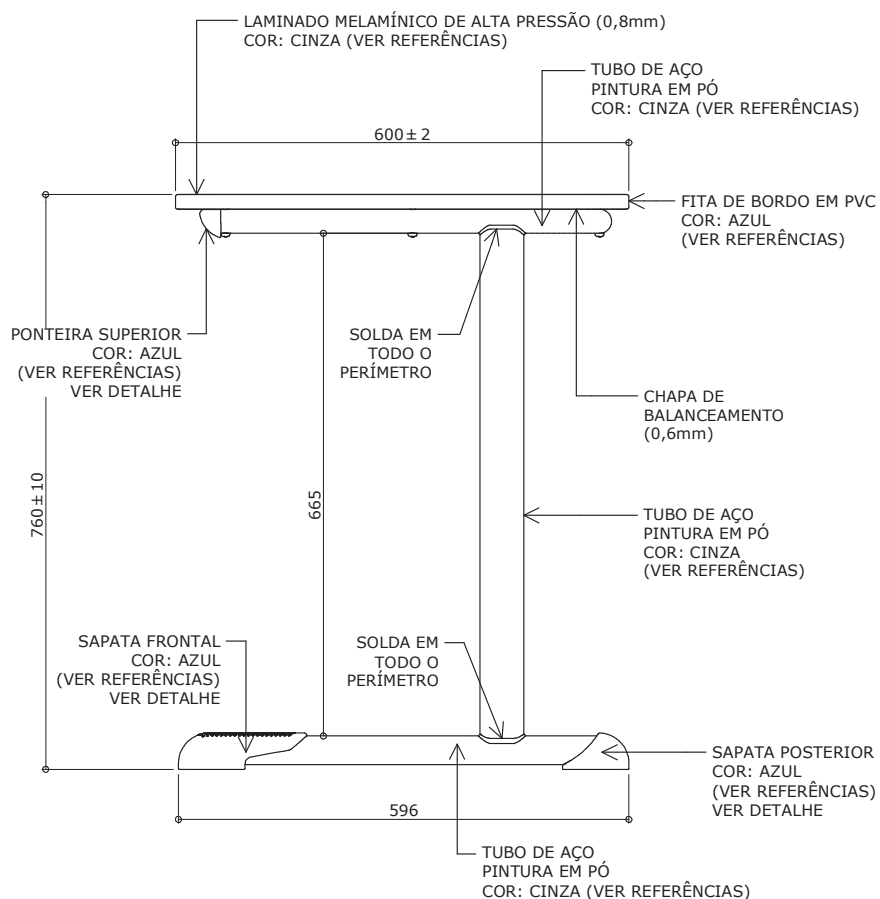 LAMINADO MELAMÍNICO DE ALTA PRESSÃO (0,8mm)
COR: CINZA (VER REFERÊNCIAS)
TUBO DE AÇO
PINTURA EM PÓ
COR: CINZA (VER REFERÊNCIAS)
600±2
FITA DE BORDO EM PVC
COR: AZUL
(VER REFERÊNCIAS)
PONTEIRA SUPERIOR
COR: AZUL
(VER REFERÊNCIAS)
VER DETALHE
SOLDA EM
TODO O
PERÍMETRO
CHAPA DE
BALANCEAMENTO
(0,6mm)
760±10
665
TUBO DE AÇO
PINTURA EM PÓ
COR: CINZA
(VER REFERÊNCIAS)
SAPATA FRONTAL
COR: AZUL
(VER REFERÊNCIAS)
VER DETALHE
SOLDA EM
TODO O
PERÍMETRO
SAPATA POSTERIOR
COR: AZUL
(VER REFERÊNCIAS)
VER DETALHE
596
TUBO DE AÇO
PINTURA EM PÓ
COR: CINZA (VER REFERÊNCIAS)